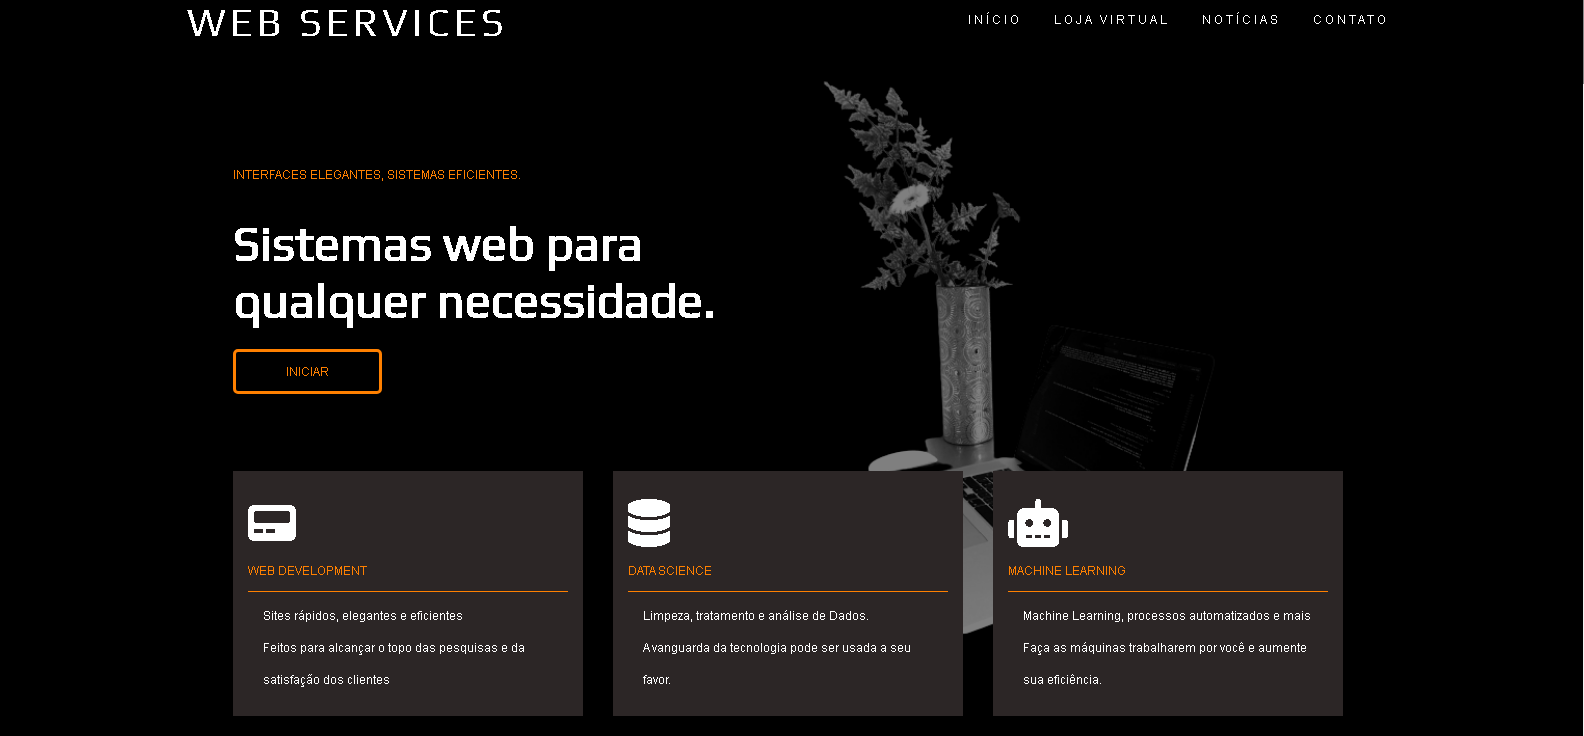 WEB SERVICES
INÍCIO LOJA VIRTUAL NOTÍCIAS CONTATO
INTERFACES ELEGANTES, SISTEMAS EFICIENTES.
Sistemas web para
qualquer necessidade.
INICIAR
WEB DEVELOPMENT
Sites rápidos, elegantes e eficientes
Feitos para alcançar o topo das pesquisas e da
satisfação dos clientes
DATA SCIENCE
Limpeza, tratamento e análise de Dados.
A vanguarda da tecnologia pode ser usada a seu
favor.
MACHINE LEARNING
Machine Learning, processos automatizados e mais
Faça as máquinas trabalharem por você e aumente
sua eficiência.